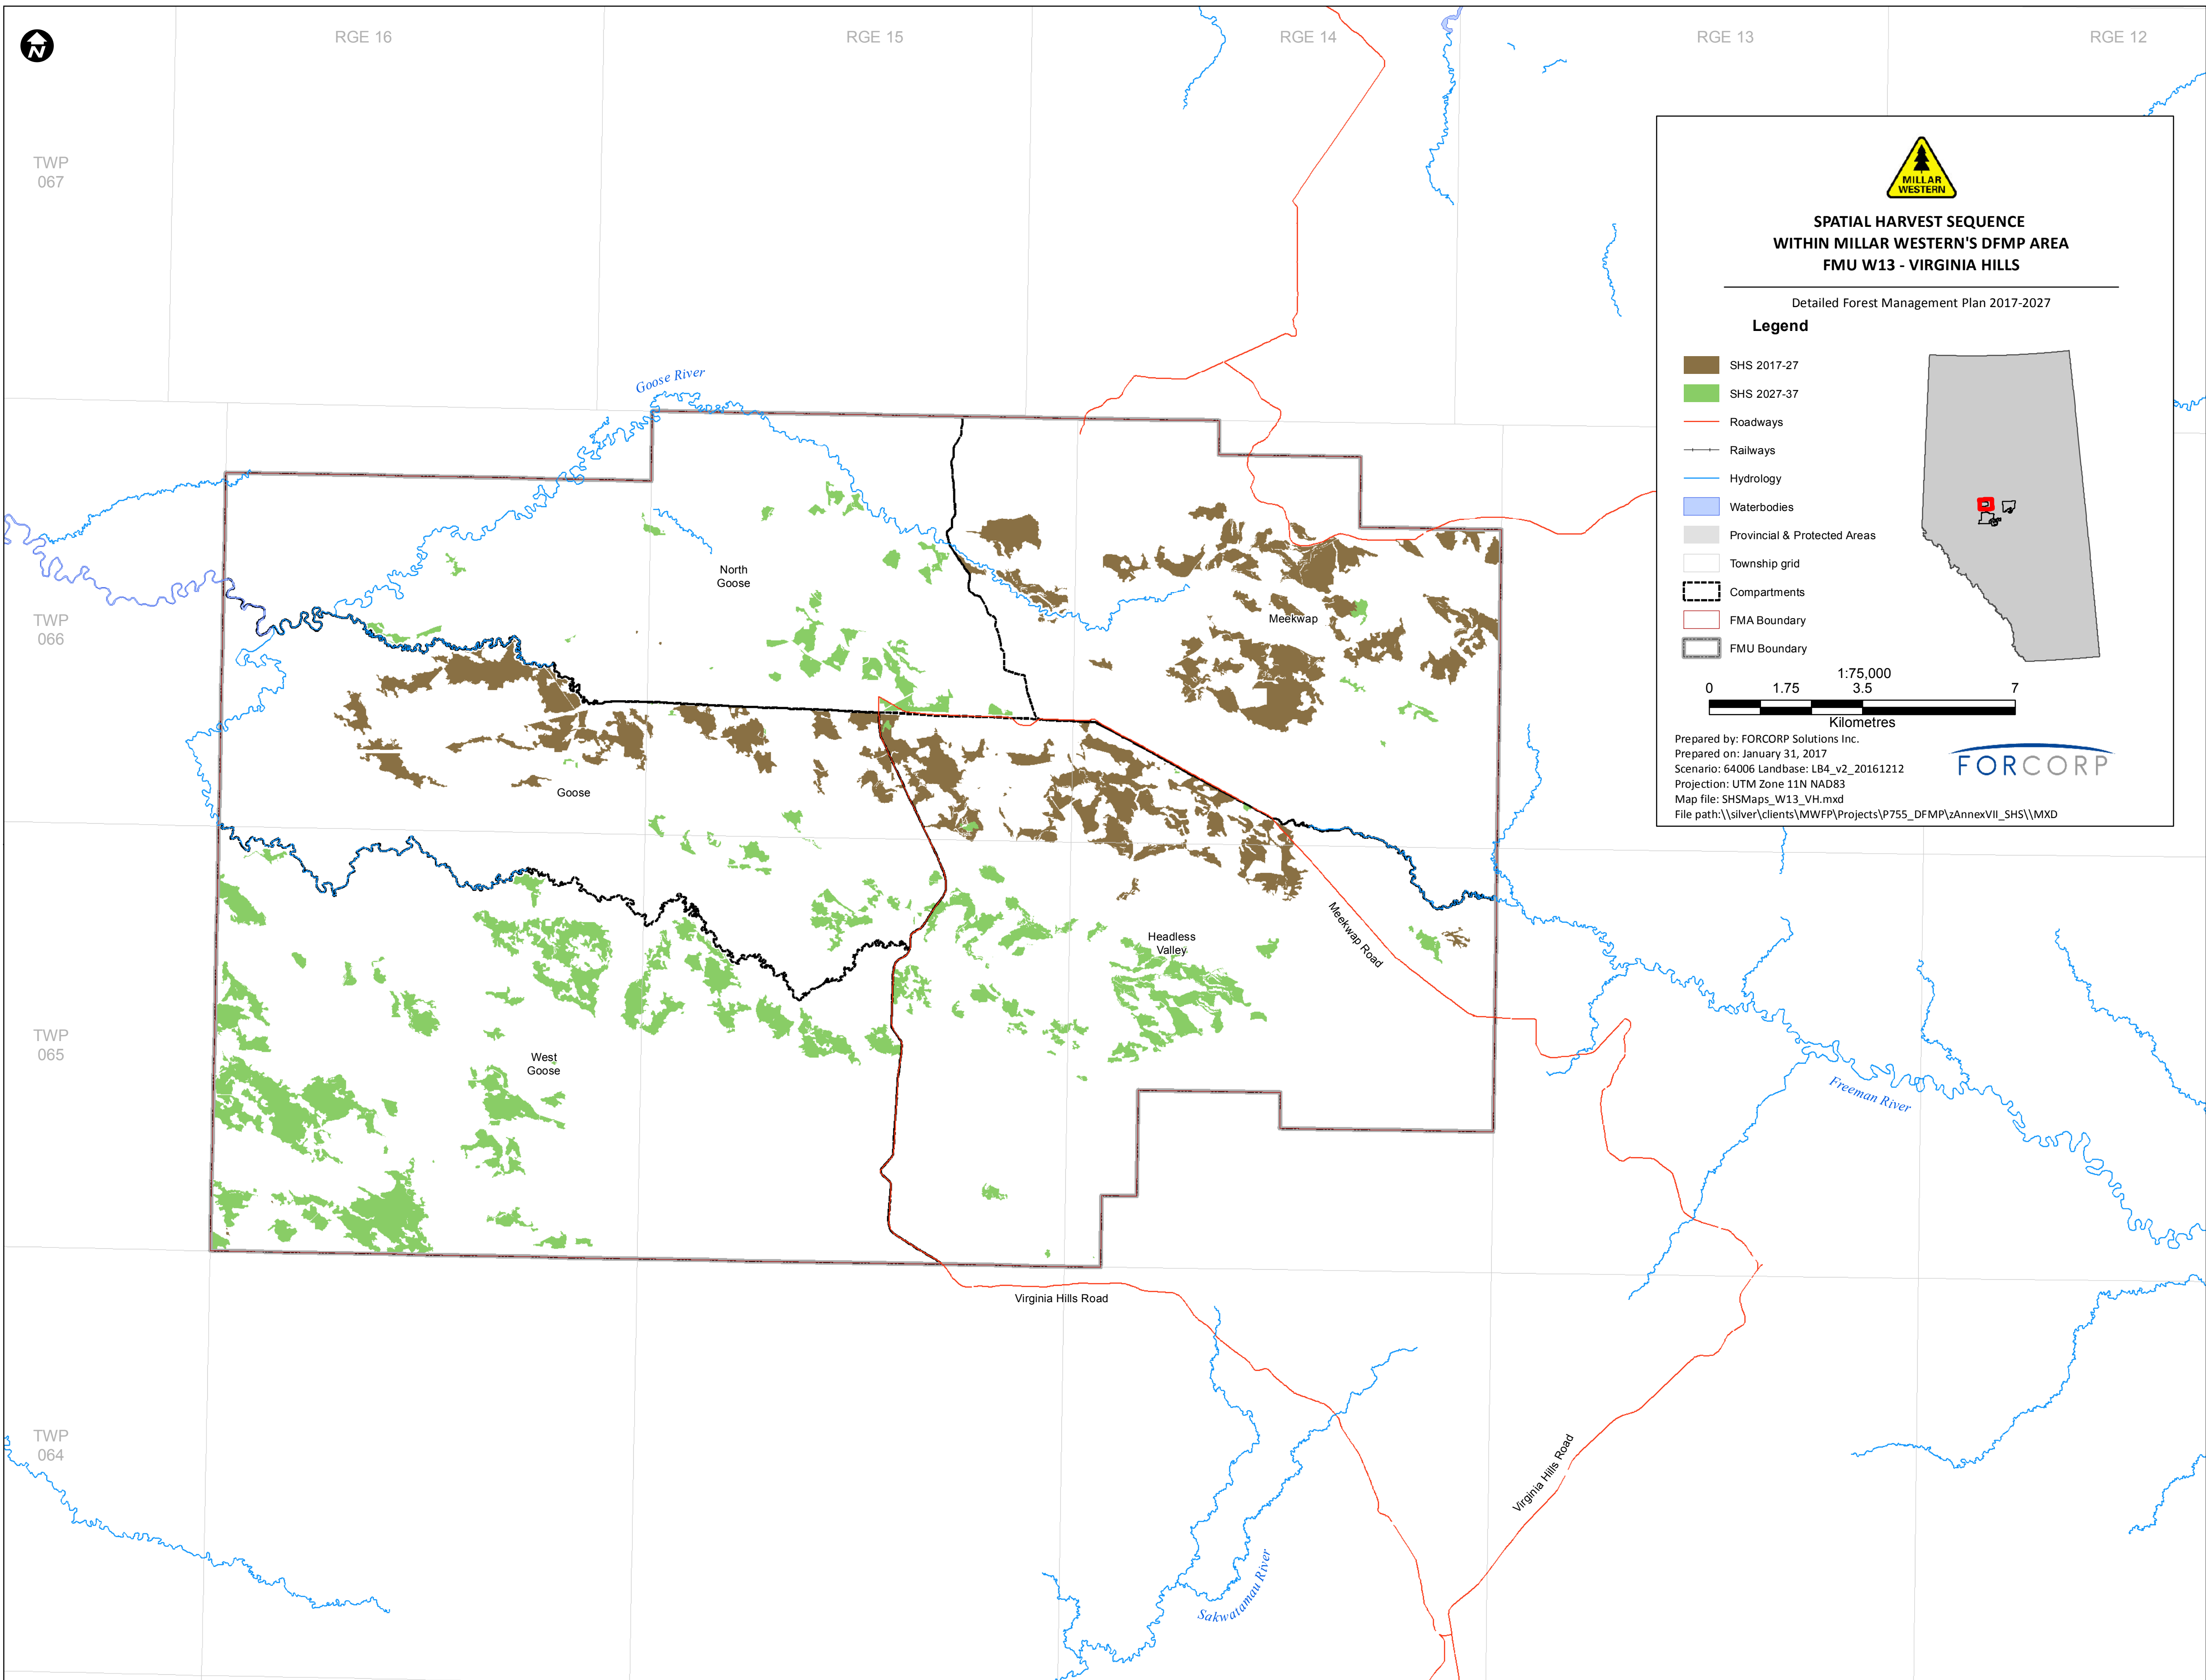 N
RGE 16
RGE 15
RGE 14
RGE 13
RGE 12
TWP
067
TWP
066
TWP
065
TWP
064
Goose River
North
Goose
Meekwap
Goose
Headless
Valley
Meekwap Road
West
Goose
Freeman River
Virginia Hills Road
Virginia Hills Road
Sakwatamau River
MILLAR
WESTERN
SPATIAL HARVEST SEQUENCE
WITHIN MILLAR WESTERN'S DFMP AREA
FMU W13 - VIRGINIA HILLS
Detailed Forest Management Plan 2017-2027
Legend
SHS 2017-27
SHS 2027-37
Roadways
Railways
Hydrology
Waterbodies
Provincial & Protected Areas
Township grid
Compartments
FMA Boundary
FMU Boundary
1:75,000
0 1.75 3.5 7
Kilometres
Prepared by: FORCORP Solutions Inc.
Prepared on: January 31, 2017
Scenario: 64006 Landbase: LB4_v2_20161212
Projection: UTM Zone 11N NAD83
Map file: SHSMaps_W13_VH.mxd
File path:\\silver\clients\MWFP\Projects\P755_DFMP\zAnnexVII_SHS\\MXD
FORCORP